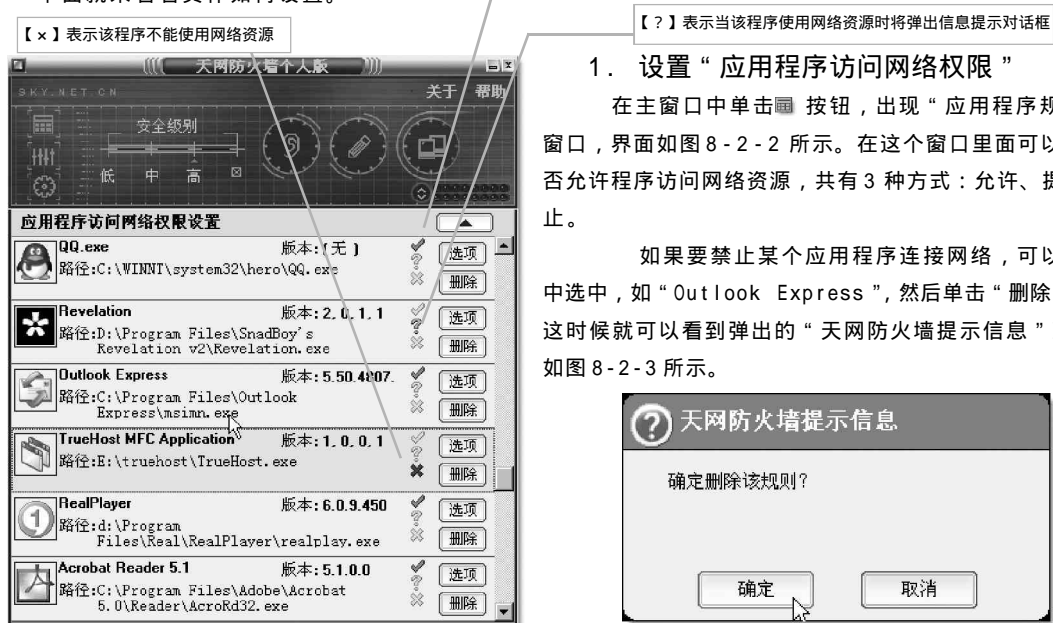 【×】表示该程序不能使用网络资源
【?】表示当该程序使用网络资源时将弹出信息提示对话框
天网防火墙个人版
SKY.NET.CN
关于 帮助
安全级别
低 中 高
应用程序访问网络权限设置
QQ.exe 版本:[无]
路径:C:\WINNT\system32\hero\QQ.exe
选项
删除
Revelation 版本:2.0.1.1
路径:D:\Program Files\SnadBoy's
Revelation v2\Revelation.exe
选项
删除
Outlook Express 版本:5.50.4807.
路径:C:\Program Files\Outlook
Express\msimn.exe
选项
删除
TrueHost MFC Application 版本:1.0.0.1
路径:E:\truehost\TrueHost.exe
选项
删除
RealPlayer 版本:6.0.9.450
路径:d:\Program
Files\Real\RealPlayer\realplay.exe
选项
删除
Acrobat Reader 5.1 版本:5.1.0.0
路径:C:\Program Files\Adobe\Acrobat
5.0\Reader\AcroRd32.exe
选项
删除
1. 设置“应用程序访问网络权限”
在主窗口中单击 按钮，出现“应用程序规
窗口，界面如图8-2-2 所示。在这个窗口里面可以
否允许程序访问网络资源，共有3 种方式：允许、提
止。
如果要禁止某个应用程序连接网络，可以
中选中，如“Outlook Express”，然后单击“删除
这时候就可以看到弹出的“天网防火墙提示信息”
如图8-2-3所示。
天网防火墙提示信息
确定删除该规则?
确定 取消